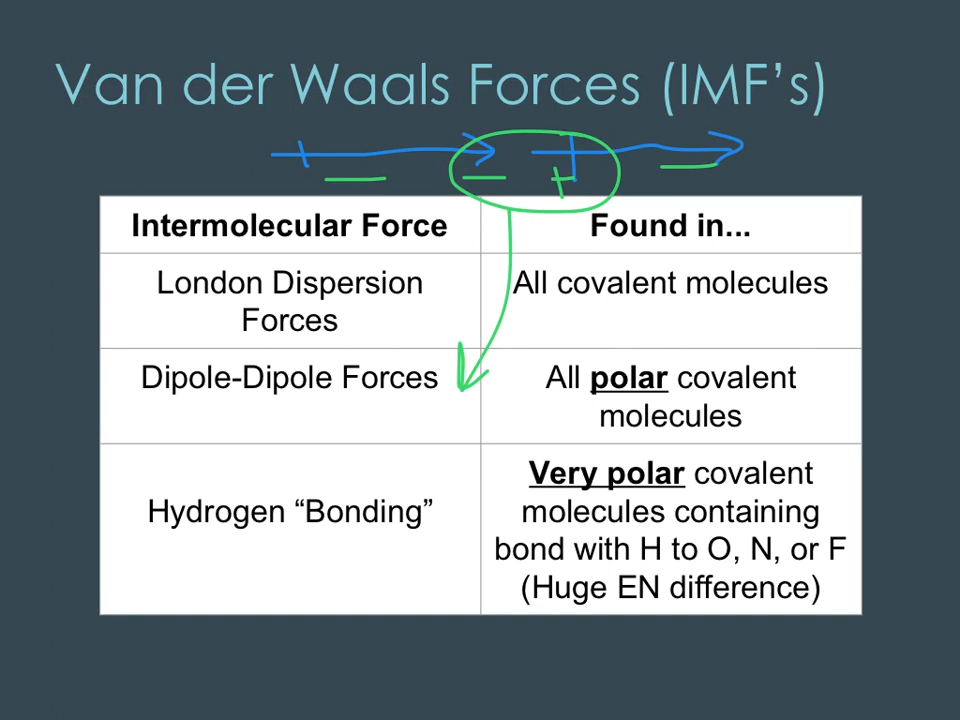 Van der Waals Forces (IMF’s)
— — + —
Intermolecular Force
Found in...
London Dispersion
Forces
All covalent molecules
Dipole-Dipole Forces
All polar covalent
molecules
Hydrogen “Bonding”
Very polar covalent
molecules containing
bond with H to O, N, or F
(Huge EN difference)